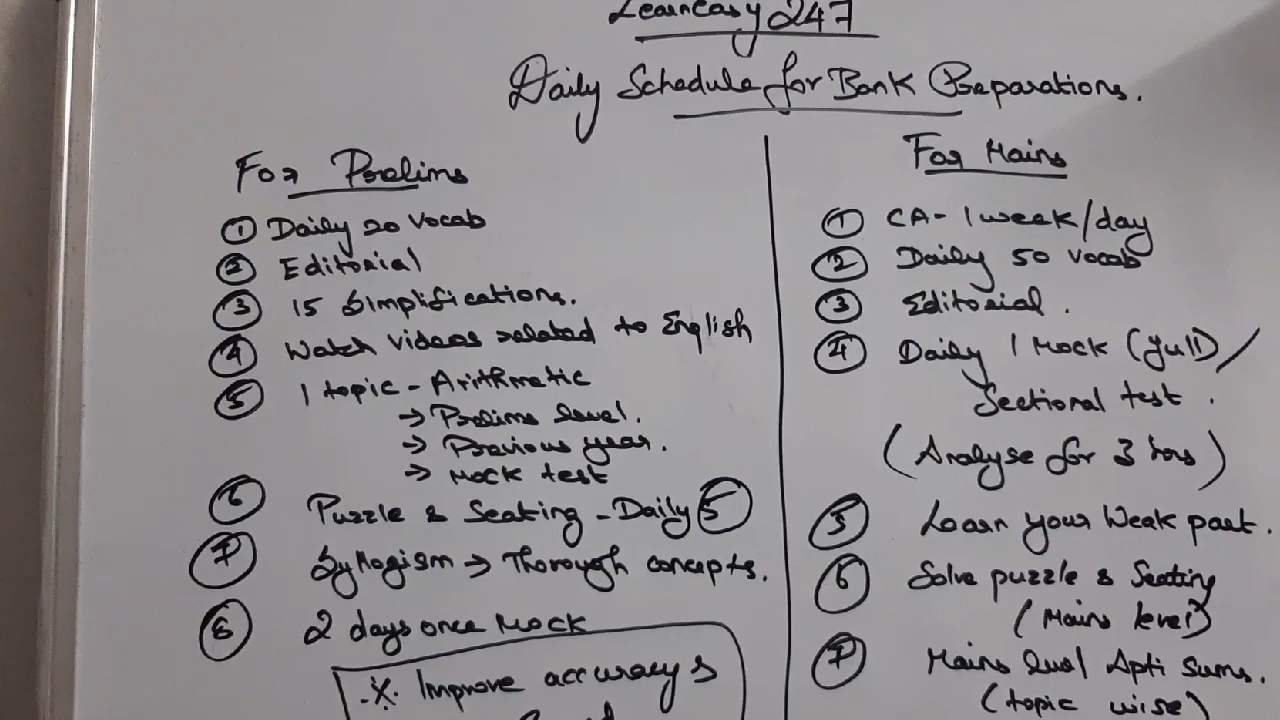 Learneasy 247
Daily Schedule for Bank Preparations.
For Prelims
① Daily 20 vocab
② Editorial
③ 15 Simplifications.
④ Watch videos related to English
⑤ 1 topic - Arithmetic
→ Prelims level.
→ Previous year.
→ Mock test
⑥ Puzzle & Seating - Daily ⑤
⑦ Syllogism → Thorough concepts.
⑧ 2 days once Mock
※ Improve accuracy &
For Mains
① CA - 1 week/day
② Daily 50 vocab
③ Editorial.
④ Daily 1 Mock (full) /
Sectional test.
(Analyse for 3 hrs)
⑤ Learn your Weak part.
⑥ Solve puzzle & Seating
(Mains level)
⑦ Mains level Apti sums.
(topic wise)